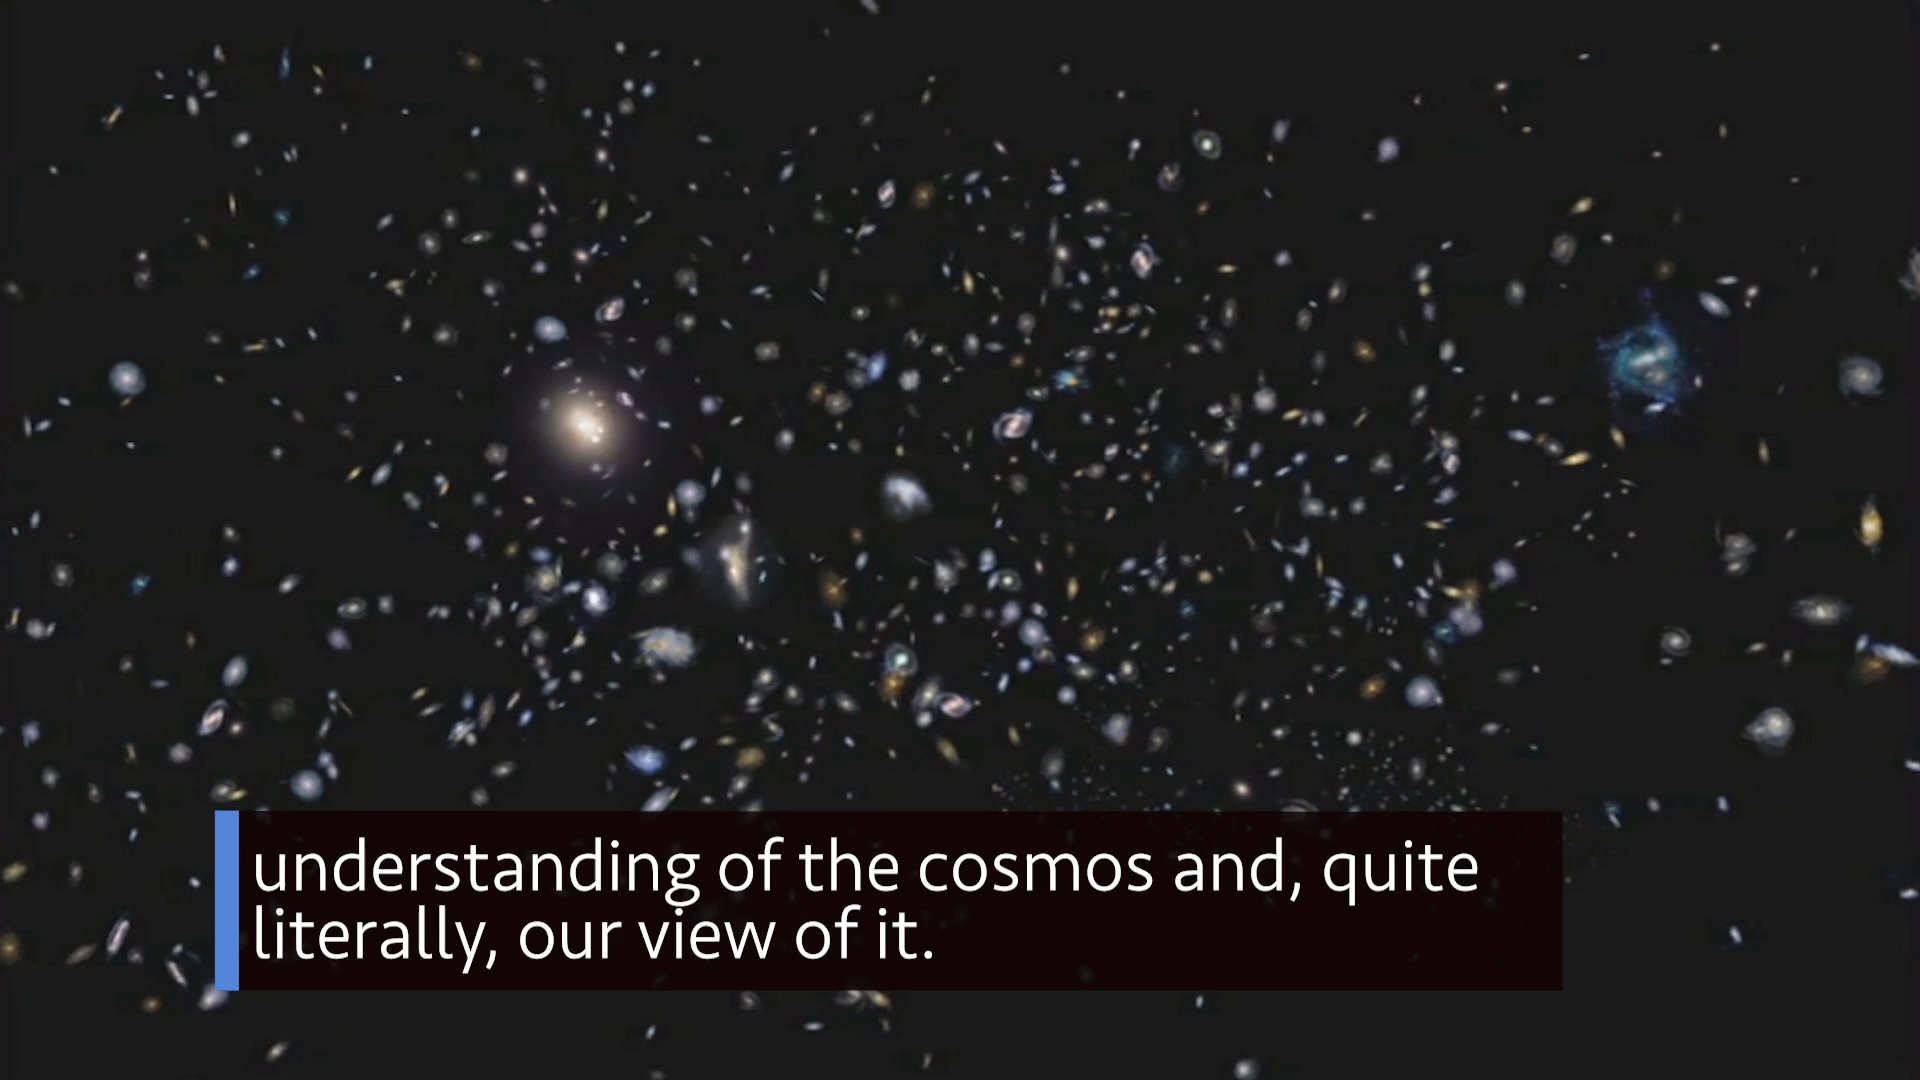 understanding of the cosmos and, quite
literally, our view of it.